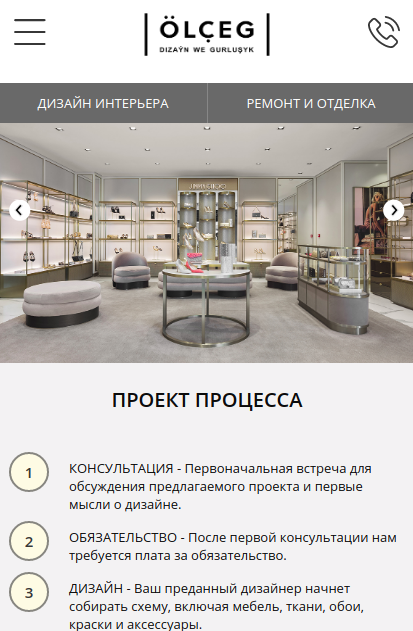 ÖLÇEG
DIZAÝN WE GURLUŞYK
ДИЗАЙН ИНТЕРЬЕРА
РЕМОНТ И ОТДЕЛКА
JIMMY CHOO
ПРОЕКТ ПРОЦЕССА
1
КОНСУЛЬТАЦИЯ - Первоначальная встреча для
обсуждения предлагаемого проекта и первые
мысли о дизайне.
2
ОБЯЗАТЕЛЬСТВО - После первой консультации нам
требуется плата за обязательство.
3
ДИЗАЙН - Ваш преданный дизайнер начнет
собирать схему, включая мебель, ткани, обои,
краски и аксессуары.